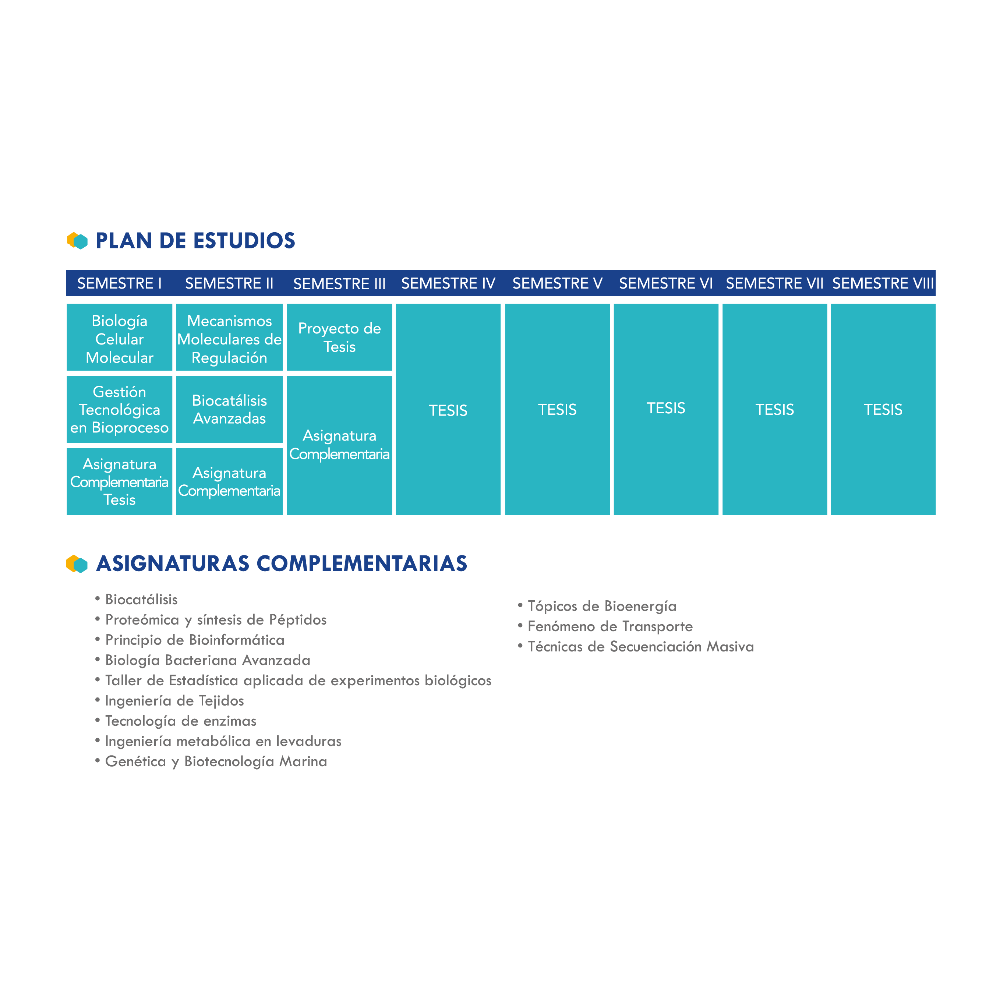 PLAN DE ESTUDIOS
SEMESTRE I SEMESTRE II SEMESTRE III SEMESTRE IV SEMESTRE V SEMESTRE VI SEMESTRE VII SEMESTRE VIII
Biología
Celular
Molecular
Gestión
Tecnológica
en Bioproceso
Asignatura
Complementaria
Tesis
Mecanismos
Moleculares de
Regulación
Biocatálisis
Avanzadas
Asignatura
Complementaria
Proyecto de
Tesis
Asignatura
Complementaria
TESIS
TESIS
TESIS
TESIS
TESIS
ASIGNATURAS COMPLEMENTARIAS
• Biocatálisis
• Proteómica y síntesis de Péptidos
• Principio de Bioinformática
• Biología Bacteriana Avanzada
• Taller de Estadística aplicada de experimentos biológicos
• Ingeniería de Tejidos
• Tecnología de enzimas
• Ingeniería metabólica en levaduras
• Genética y Biotecnología Marina
• Tópicos de Bioenergía
• Fenómeno de Transporte
• Técnicas de Secuenciación Masiva